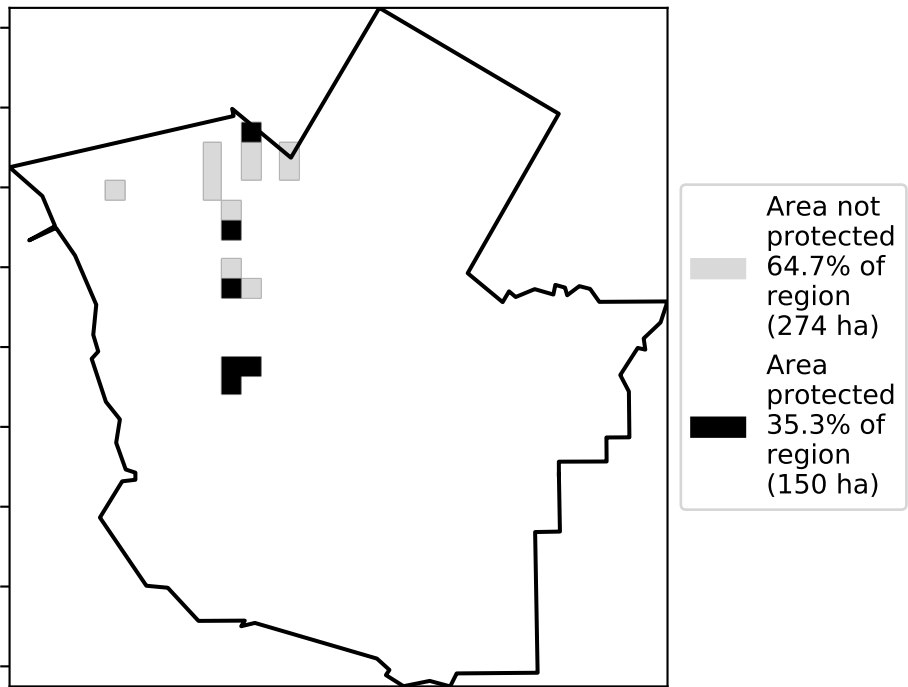 Area not
protected
64.7% of
region
(274 ha)
Area
protected
35.3% of
region
(150 ha)